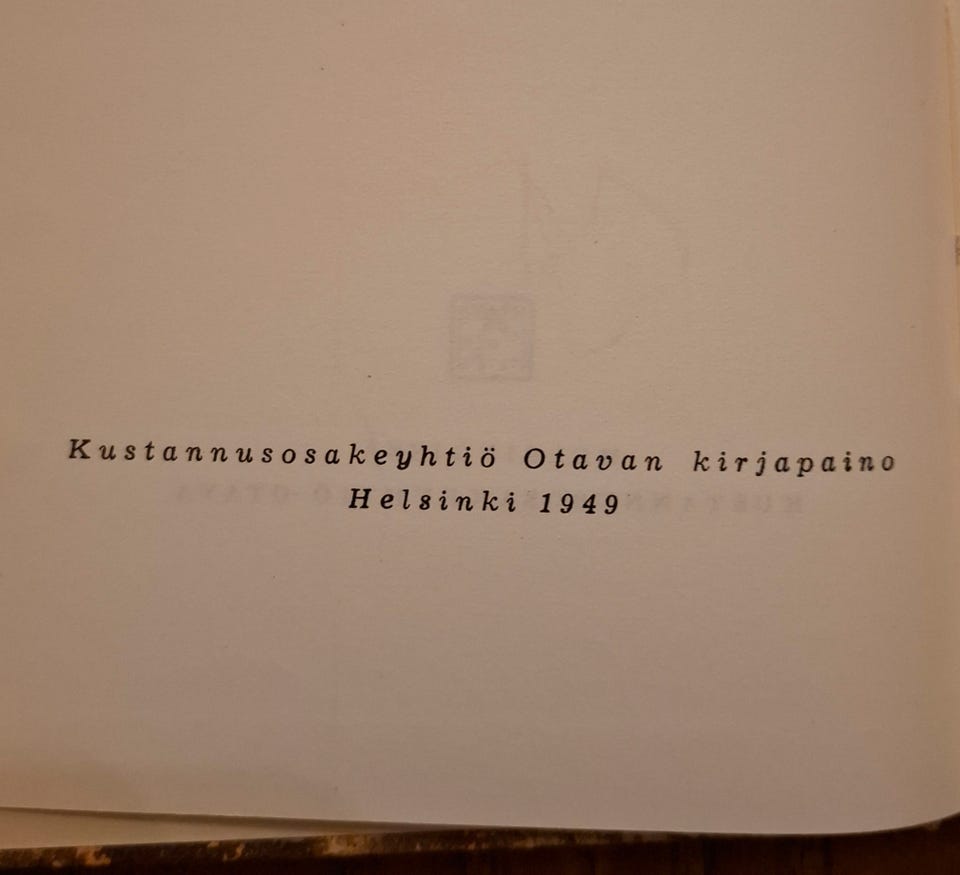 Kustannusosakeyhtiö Otavan kirjapaino
Helsinki 1949